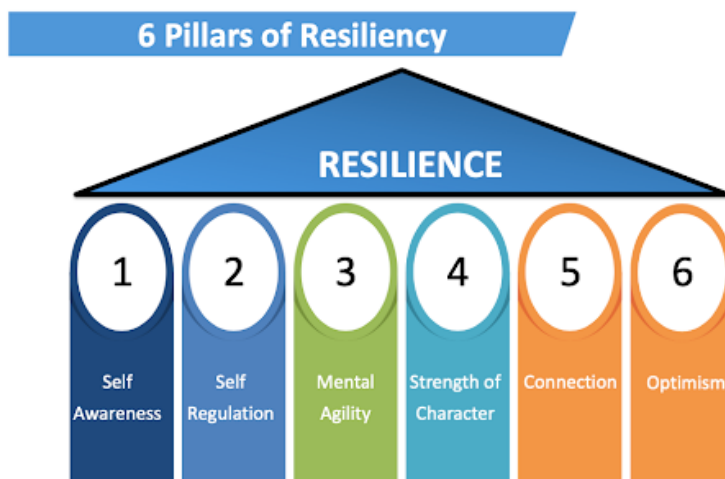 6 Pillars of Resiliency
RESILIENCE
1
2
3
4
5
6
Self
Awareness
Self
Regulation
Mental
Agility
Strength of
Character
Connection
Optimism